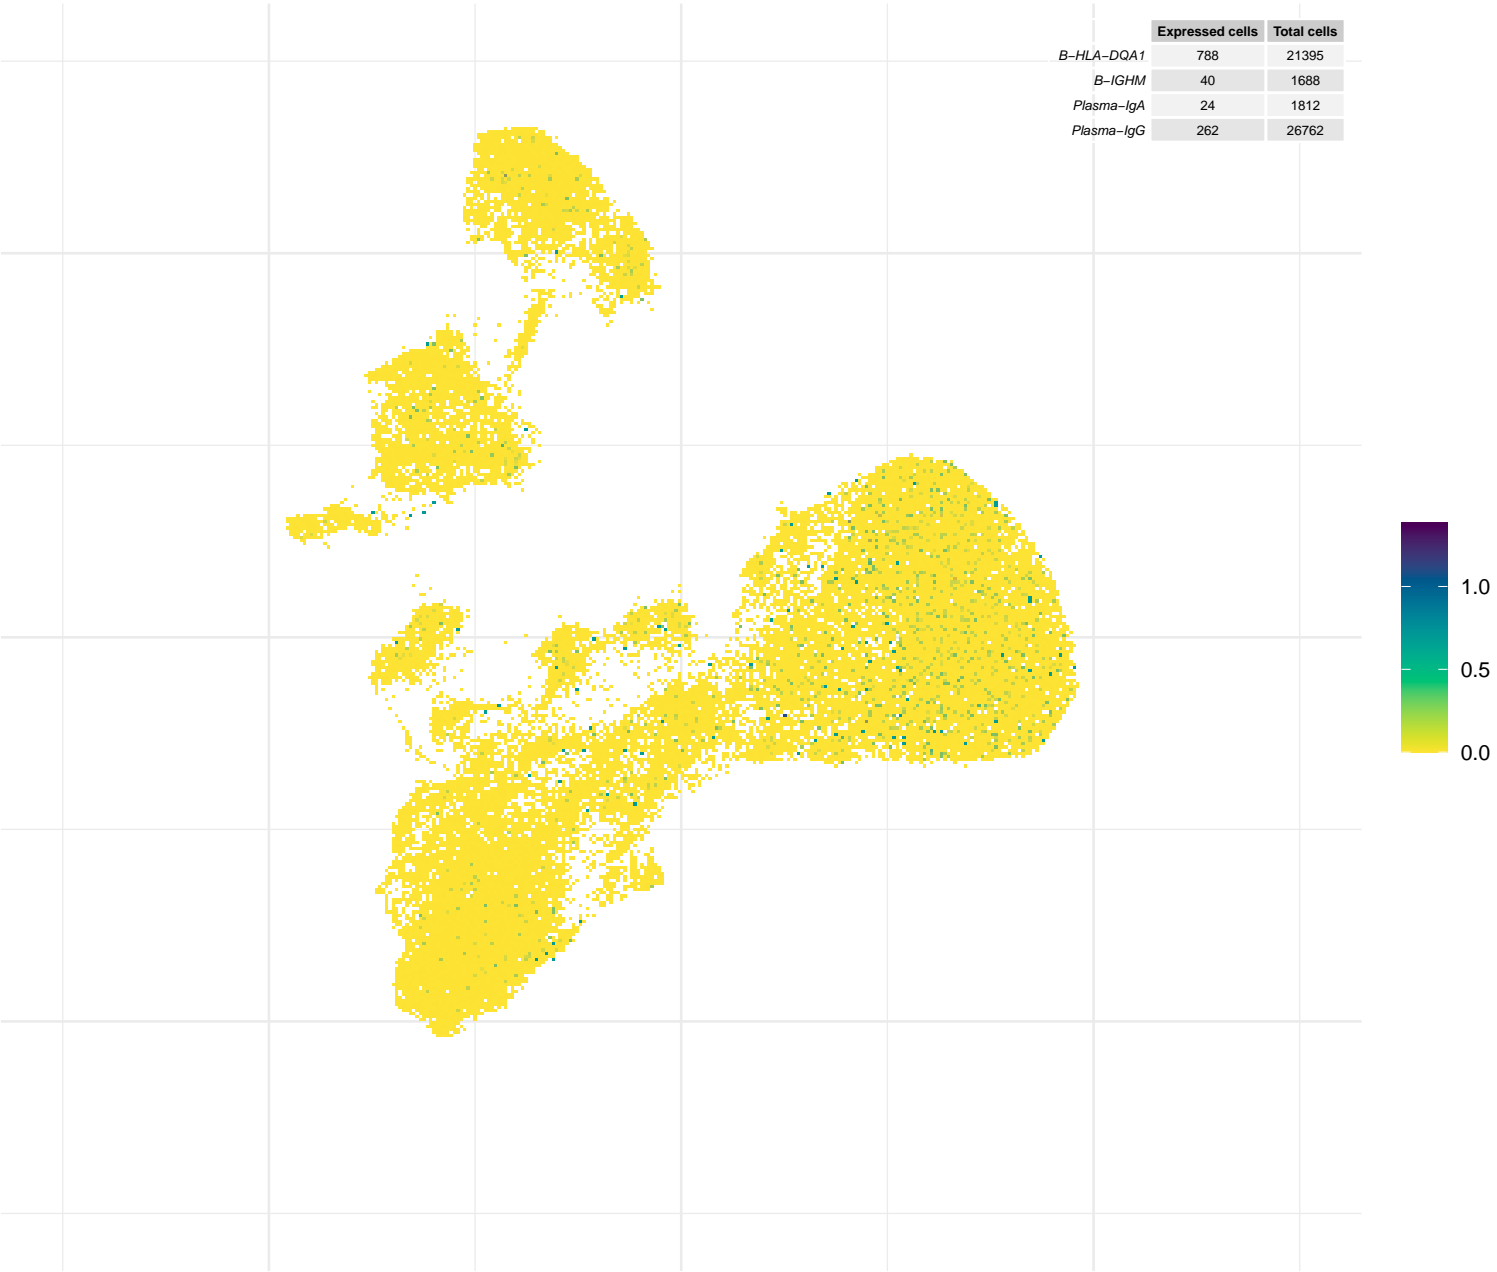 Expressed cells Total cells
B−HLA−DQA1 788 21395
B−IGHM 40 1688
Plasma−IgA 24 1812
Plasma−IgG 262 26762
1.0
0.5
0.0